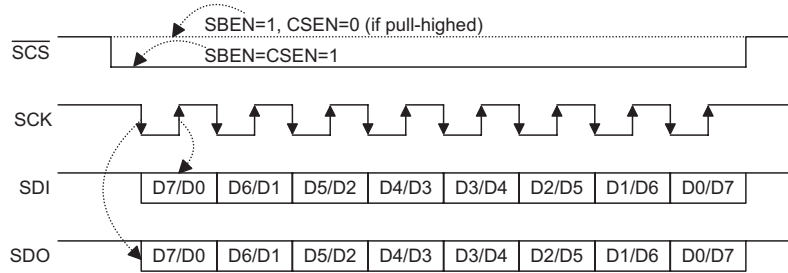 SBEN=1, CSEN=0 (if pull-highed)
SCS
SBEN=CSEN=1
SCK
SDI D7/D0 D6/D1 D5/D2 D4/D3 D3/D4 D2/D5 D1/D6 D0/D7
SDO D7/D0 D6/D1 D5/D2 D4/D3 D3/D4 D2/D5 D1/D6 D0/D7